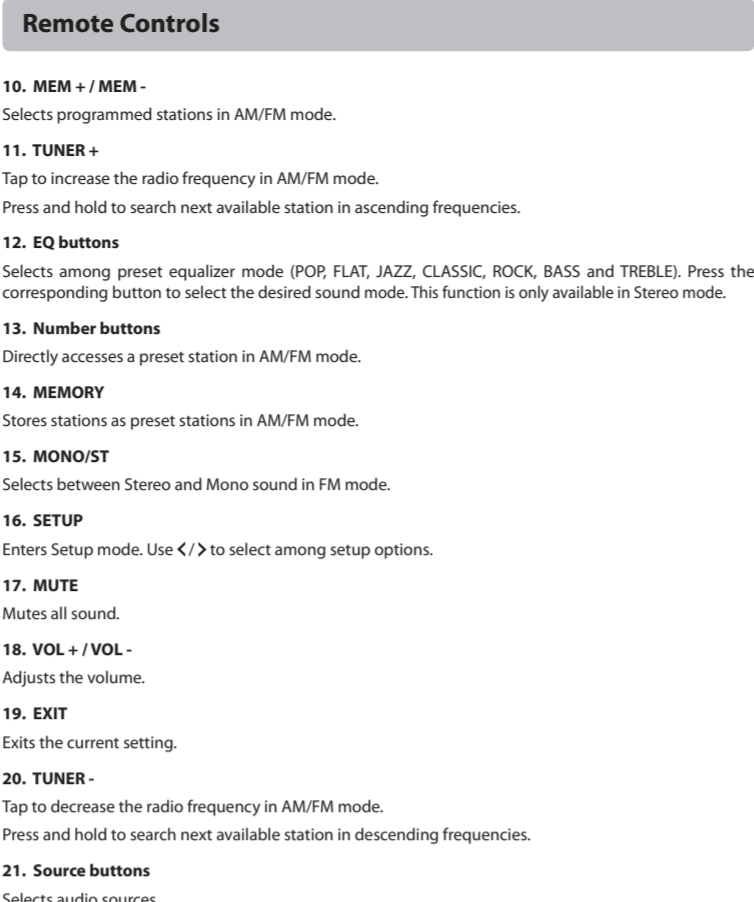 Remote Controls
10. MEM + / MEM -
Selects programmed stations in AM/FM mode.
11. TUNER +
Tap to increase the radio frequency in AM/FM mode.
Press and hold to search next available station in ascending frequencies.
12. EQ buttons
Selects among preset equalizer mode (POP, FLAT, JAZZ, CLASSIC, ROCK, BASS and TREBLE). Press the
corresponding button to select the desired sound mode. This function is only available in Stereo mode.
13. Number buttons
Directly accesses a preset station in AM/FM mode.
14. MEMORY
Stores stations as preset stations in AM/FM mode.
15. MONO/ST
Selects between Stereo and Mono sound in FM mode.
16. SETUP
Enters Setup mode. Use </> to select among setup options.
17. MUTE
Mutes all sound.
18. VOL + / VOL -
Adjusts the volume.
19. EXIT
Exits the current setting.
20. TUNER -
Tap to decrease the radio frequency in AM/FM mode.
Press and hold to search next available station in descending frequencies.
21. Source buttons
Selects audio sources.